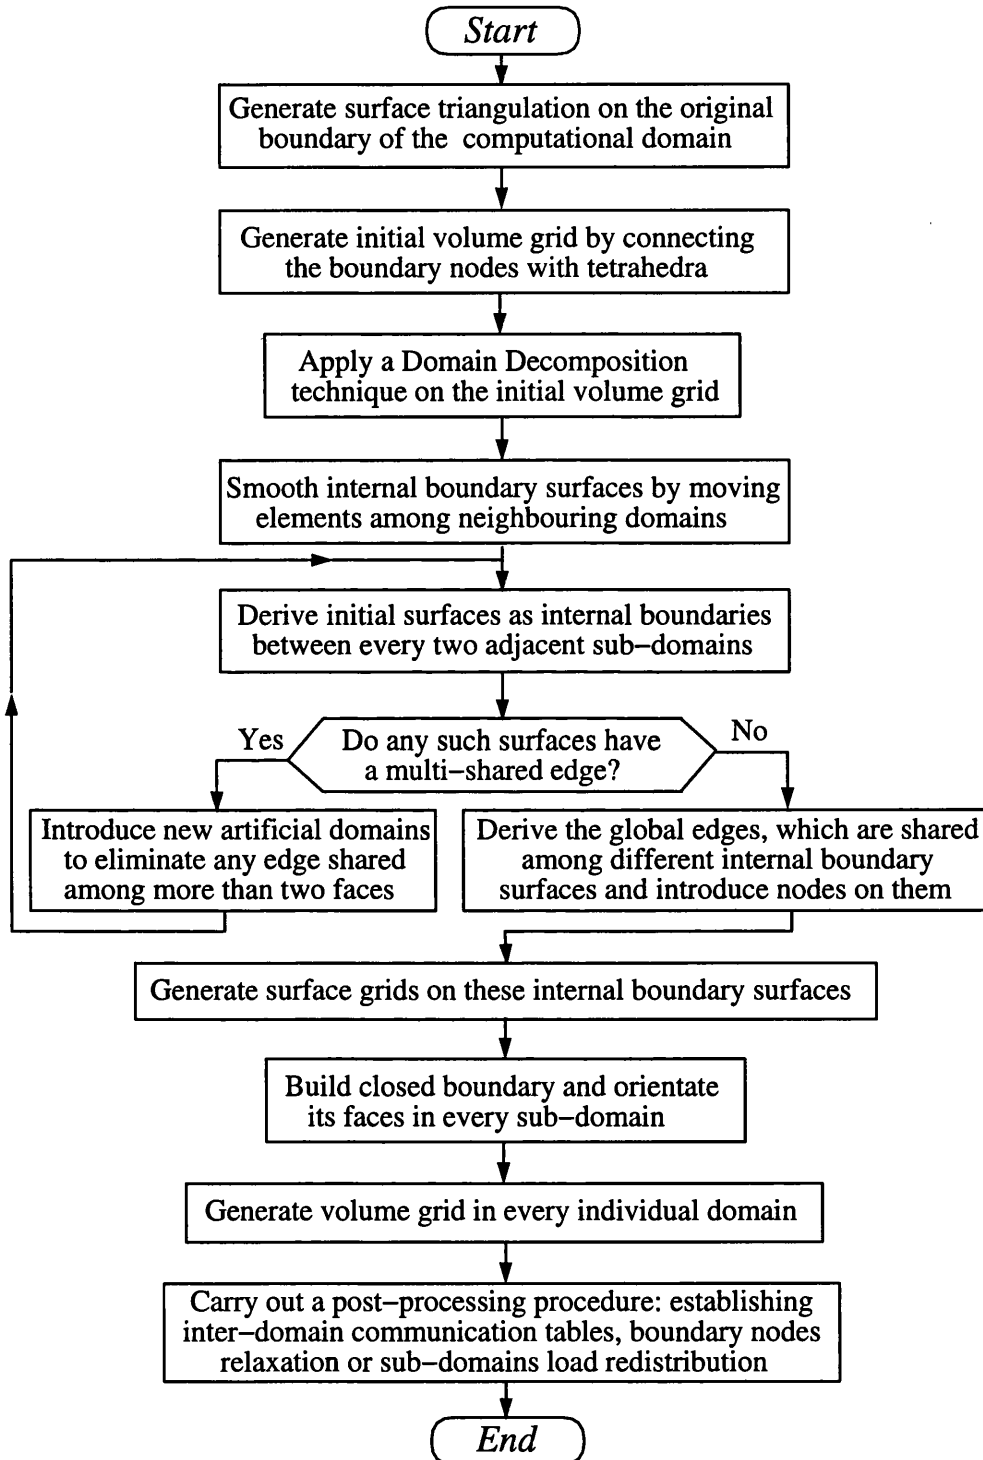 Start
Generate surface triangulation on the original
boundary of the computational domain
Generate initial volume grid by connecting
the boundary nodes with tetrahedra
Apply a Domain Decomposition
technique on the initial volume grid
Smooth internal boundary surfaces by moving
elements among neighbouring domains
Derive initial surfaces as internal boundaries
between every two adjacent sub-domains
Yes
Do any such surfaces have
a multi-shared edge?
No
Introduce new artificial domains
to eliminate any edge shared
among more than two faces
Derive the global edges, which are shared
among different internal boundary
surfaces and introduce nodes on them
Generate surface grids on these internal boundary surfaces
Build closed boundary and orientate
its faces in every sub-domain
Generate volume grid in every individual domain
Carry out a post-processing procedure: establishing
inter-domain communication tables, boundary nodes
relaxation or sub-domains load redistribution
End